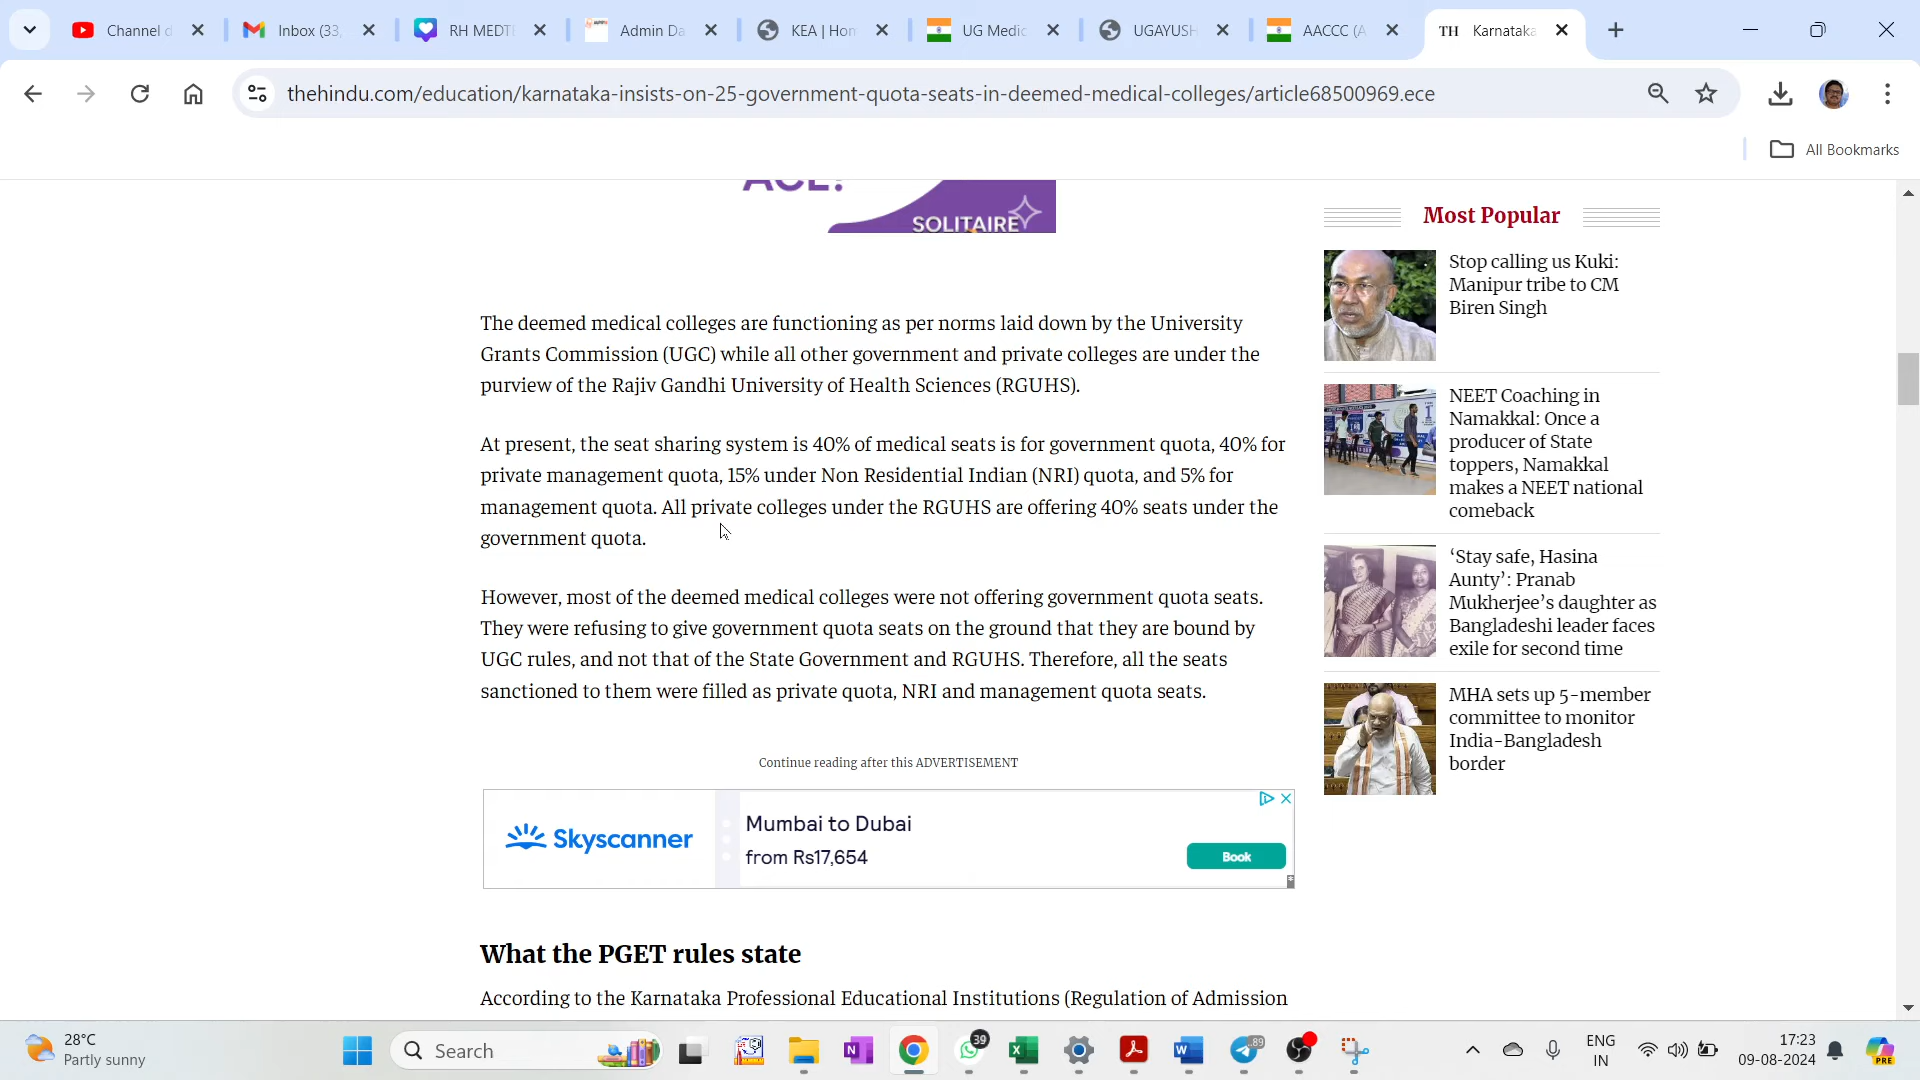 Channel d
Inbox (33,
RH MEDTI
Admin Da
KEA | Hom
UG Medic
UGAYUSH
AACCC (A
TH Karnataka
thehindu.com/education/karnataka-insists-on-25-government-quota-seats-in-deemed-medical-colleges/article68500969.ece
All Bookmarks
SOLITAIRE
The deemed medical colleges are functioning as per norms laid down by the University
Grants Commission (UGC) while all other government and private colleges are under the
purview of the Rajiv Gandhi University of Health Sciences (RGUHS).
At present, the seat sharing system is 40% of medical seats is for government quota, 40% for
private management quota, 15% under Non Residential Indian (NRI) quota, and 5% for
management quota. All private colleges under the RGUHS are offering 40% seats under the
government quota.
However, most of the deemed medical colleges were not offering government quota seats.
They were refusing to give government quota seats on the ground that they are bound by
UGC rules, and not that of the State Government and RGUHS. Therefore, all the seats
sanctioned to them were filled as private quota, NRI and management quota seats.
Continue reading after this ADVERTISEMENT
Skyscanner
Mumbai to Dubai
from Rs17,654
Book
What the PGET rules state
According to the Karnataka Professional Educational Institutions (Regulation of Admission
Most Popular
Stop calling us Kuki:
Manipur tribe to CM
Biren Singh
NEET Coaching in
Namakkal: Once a
producer of State
toppers, Namakkal
makes a NEET national
comeback
‘Stay safe, Hasina
Aunty’: Pranab
Mukherjee’s daughter as
Bangladeshi leader faces
exile for second time
MHA sets up 5-member
committee to monitor
India-Bangladesh
border
28°C
Partly sunny
Search
39
89
ENG
IN
17:23
09-08-2024
PRE